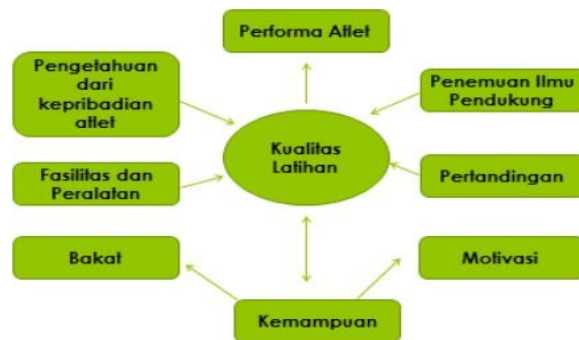 Performa Atlet
Pengetahuan
dari
kepribadian
atlet
Penemuan Ilmu
Pendukung
Kualitas
Latihan
Fasilitas dan
Peralatan
Pertandingan
Bakat
Motivasi
Kemampuan